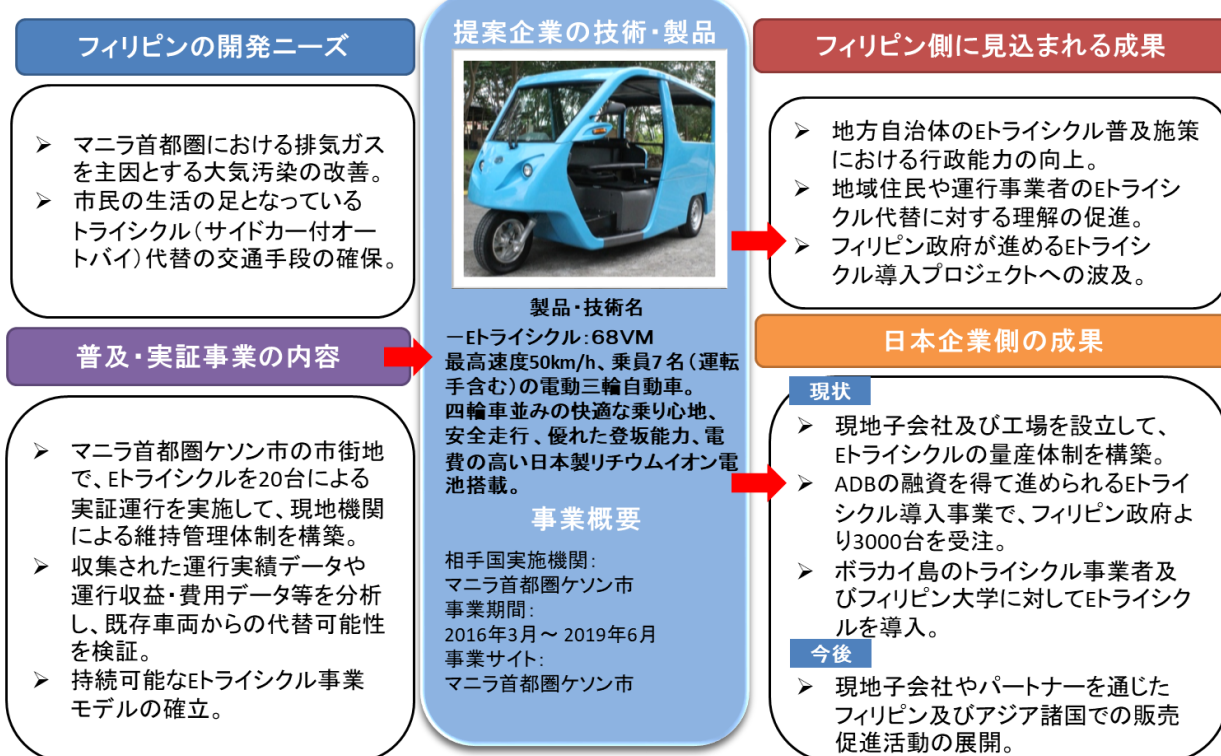 フィリピンの開発ニーズ
➢ マニラ首都圏における排気ガス
を主因とする大気汚染の改善。
➢ 市民の生活の足となっている
トライシクル(サイドカー付オー
トバイ)代替の交通手段の確保。
普及・実証事業の内容
➢ マニラ首都圏ケソン市の市街地
で、Eトライシクルを20台による
実証運行を実施して、現地機関
による維持管理体制を構築。
➢ 収集された運行実績データや
運行収益・費用データ等を分析
し、既存車両からの代替可能性
を検証。
➢ 持続可能なEトライシクル事業
モデルの確立。
提案企業の技術・製品
製品・技術名
-Eトライシクル:68VM
最高速度50km/h、乗員7名(運転
手含む)の電動三輪自動車。
四輪車並みの快適な乗り心地、
安全走行、優れた登坂能力、電
費の高い日本製リチウムイオン電
池搭載。
事業概要
相手国実施機関:
マニラ首都圏ケソン市
事業期間:
2016年3月~2019年6月
事業サイト:
マニラ首都圏ケソン市
フィリピン側に見込まれる成果
➢ 地方自治体のEトライシクル普及施策
における行政能力の向上。
➢ 地域住民や運行事業者のEトライシ
クル代替に対する理解の促進。
➢ フィリピン政府が進めるEトライシ
クル導入プロジェクトへの波及。
日本企業側の成果
現状
➢ 現地子会社及び工場を設立して、
Eトライシクルの量産体制を構築。
➢ ADBの融資を得て進められるEトライ
シクル導入事業で、フィリピン政府よ
り3000台を受注。
➢ ボラカイ島のトライシクル事業者及
びフィリピン大学に対してEトライシク
ルを導入。
今後
➢ 現地子会社やパートナーを通じた
フィリピン及びアジア諸国での販売
促進活動の展開。